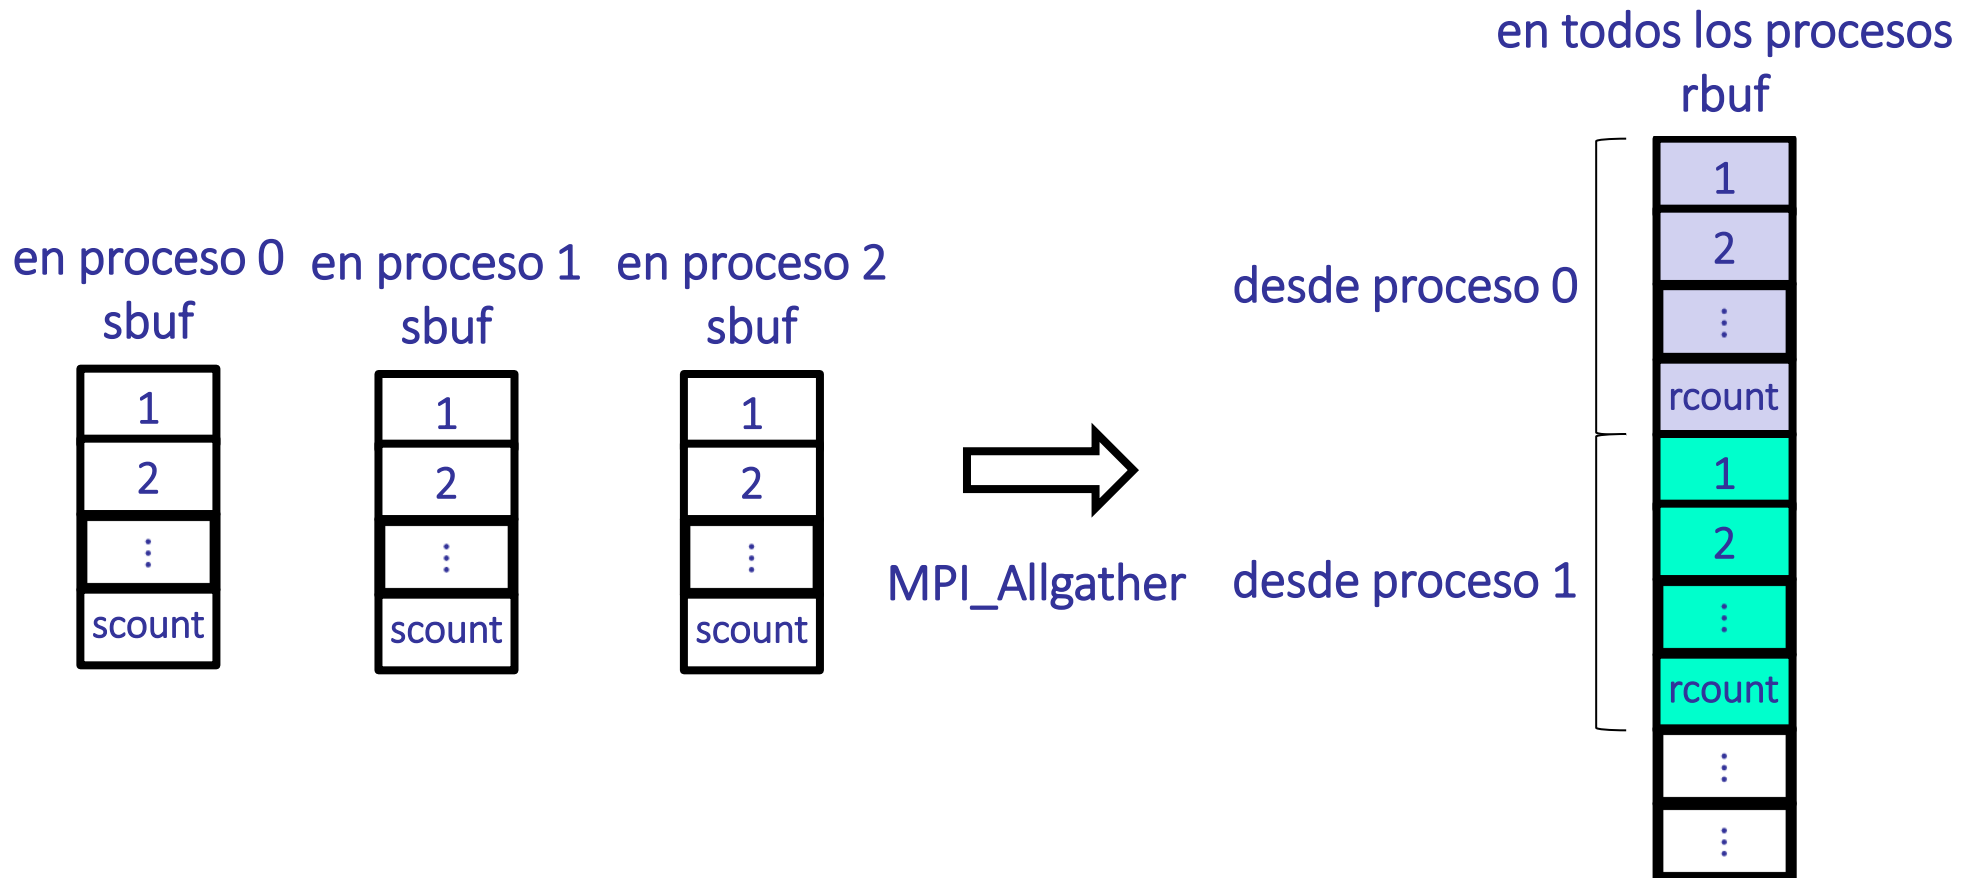 en proceso 0
sbuf
1
2
⋮
scount
en proceso 1
sbuf
1
2
⋮
scount
en proceso 2
sbuf
1
2
⋮
scount
MPI_Allgather
en todos los procesos
rbuf
desde proceso 0
1
2
⋮
rcount
desde proceso 1
1
2
⋮
rcount
⋮
⋮